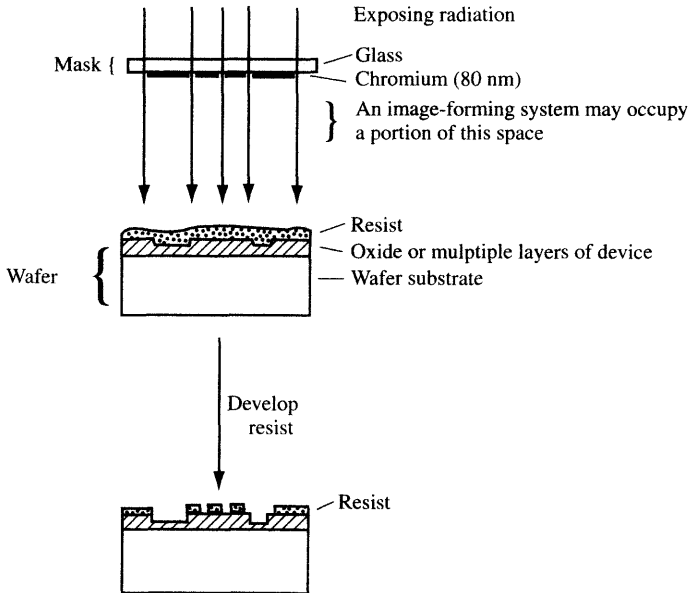 Exposing radiation
Mask {
Glass
Chromium (80 nm)
An image-forming system may occupy
a portion of this space
Resist
Oxide or mulptiple layers of device
Wafer
Wafer substrate
Develop
resist
Resist